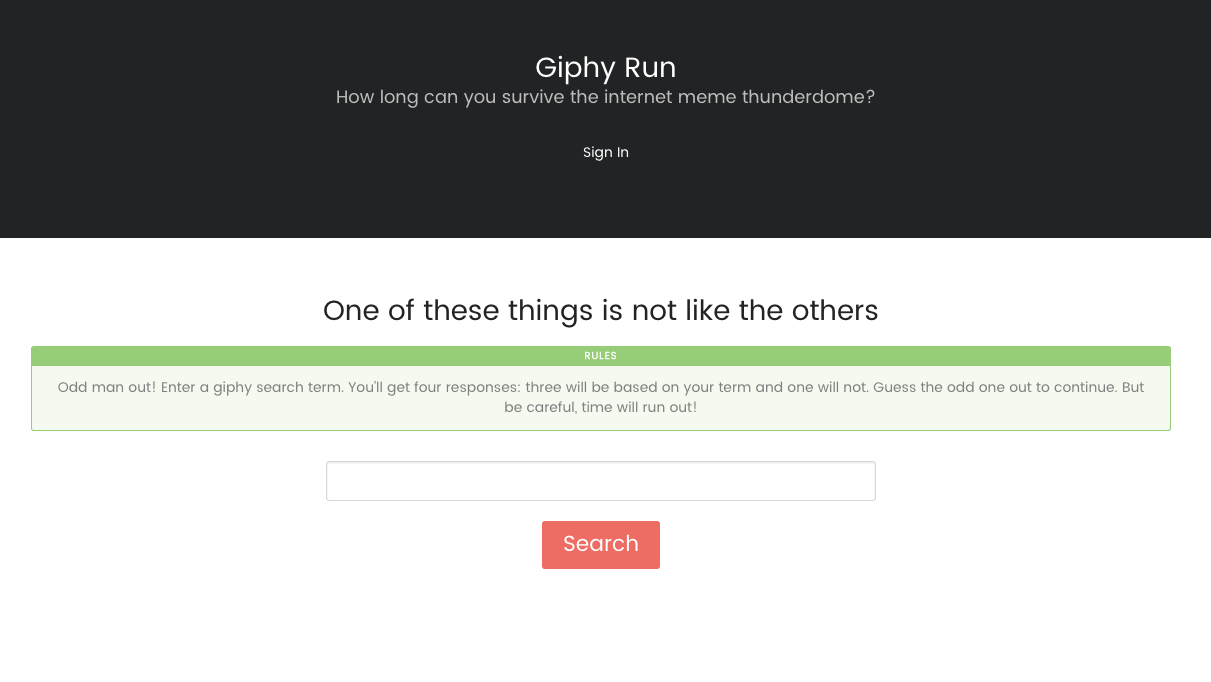 Giphy Run
How long can you survive the internet meme thunderdome?
Sign In
One of these things is not like the others
RULES
Odd man out! Enter a giphy search term. You'll get four responses: three will be based on your term and one will not. Guess the odd one out to continue. But
be careful, time will run out!
Search